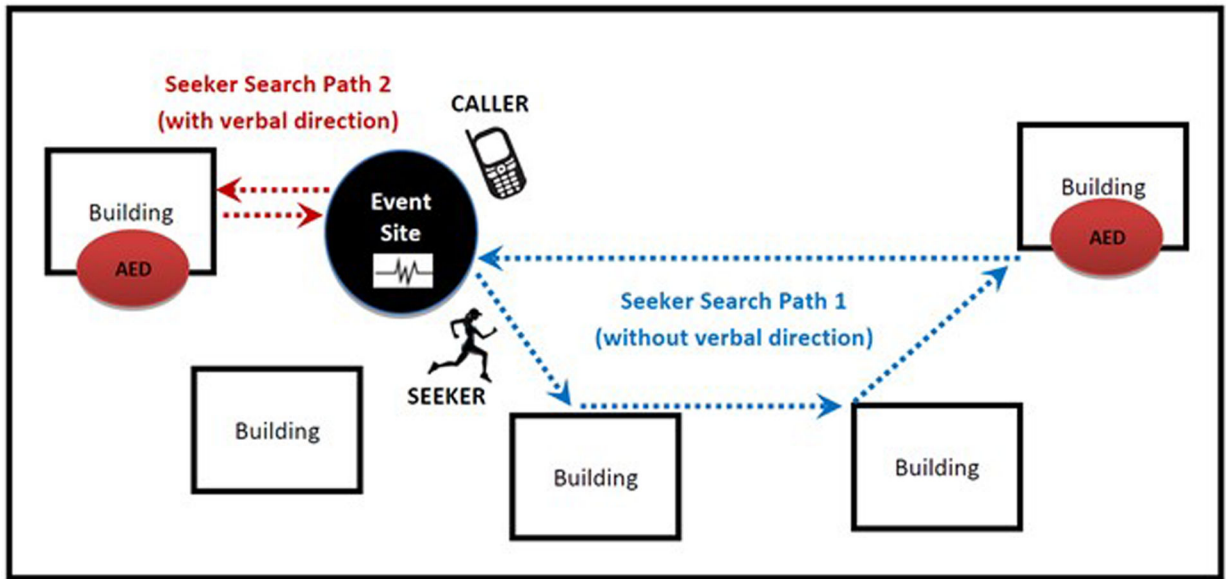 Seeker Search Path 2
(with verbal direction)
CALLER
Building
AED
Event
Site
Building
AED
Seeker Search Path 1
(without verbal direction)
SEEKER
Building
Building
Building